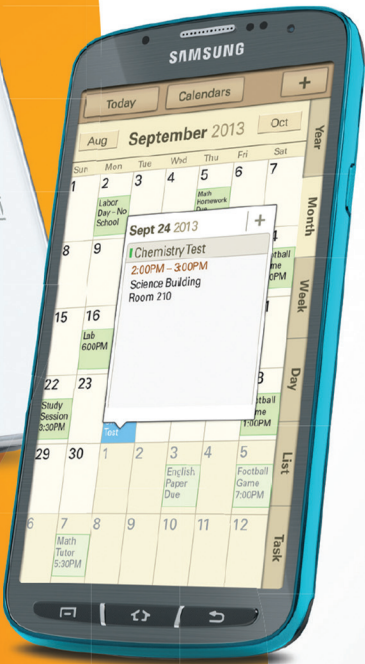 SAMSUNG
Today
Calendars
+
Aug
September 2013
Oct
Sun Mon Tue Wed Thu Fri Sat
1 2 3 4 5 6 7
Labor
Day - No
School
Math
Homework
Due
8 9
Game
0PM
Sept 24 2013
+
Chemistry Test
2:00PM – 3:00PM
Science Building
Room 210
15 16
Lab
6:00PM
22 23
Study
Session
3:30PM
Test
1:00PM
29 30 1 2 3 4 5
English
Paper
Due
Football
Game
7:00PM
6 7 8 9 10 11 12
Math
Tutor
5:30PM
Year
Month
Week
Day
List
Task